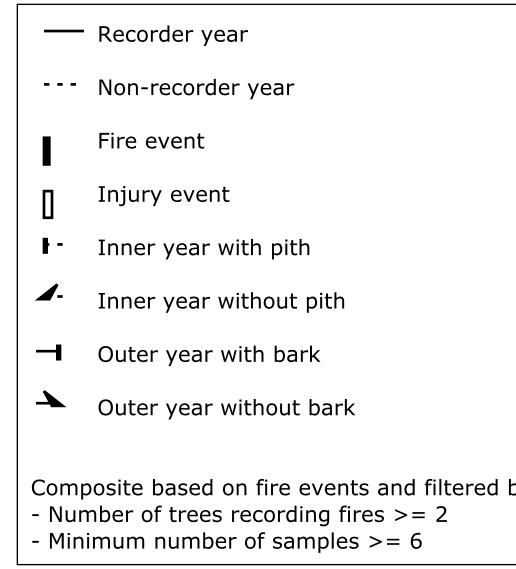 Recorder year
Non-recorder year
Fire event
Injury event
Inner year with pith
Inner year without pith
Outer year with bark
Outer year without bark
Composite based on fire events and filtered
- Number of trees recording fires >= 2
- Minimum number of samples >= 6